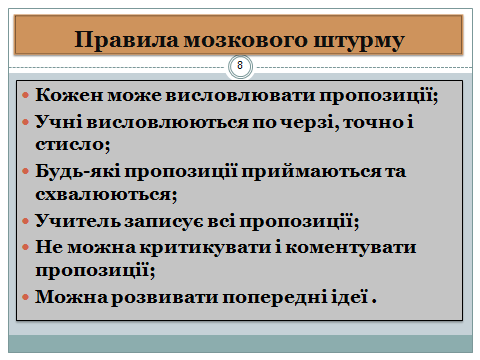 Правила мозкового штурму
8
Кожен може висловлювати пропозиції;
Учні висловлюються по черзі, точно і
стисло;
Будь-які пропозиції приймаються та
схвалюються;
Учитель записує всі пропозиції;
Не можна критикувати і коментувати
пропозиції;
Можна розвивати попередні ідеї .